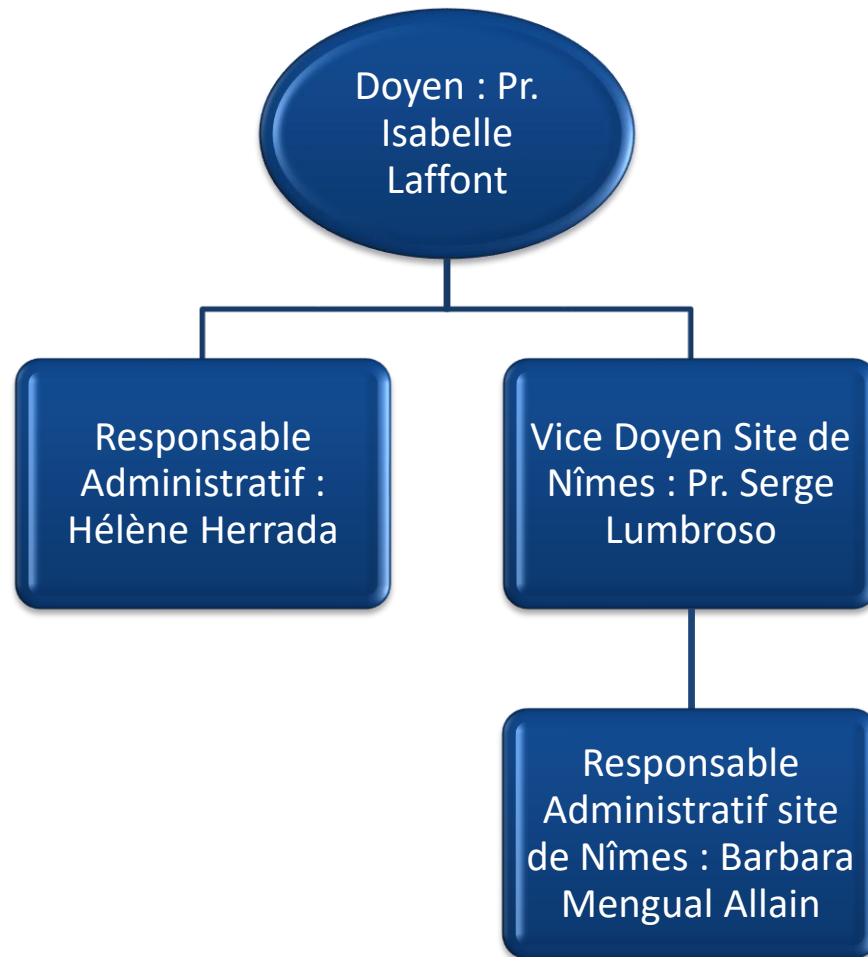 Doyen : Pr.
Isabelle
Laffont
Responsable
Administratif :
Hélène Herrada
Vice Doyen Site de
Nîmes : Pr. Serge
Lumbroso
Responsable
Administratif site
de Nîmes : Barbara
Mengual Allain